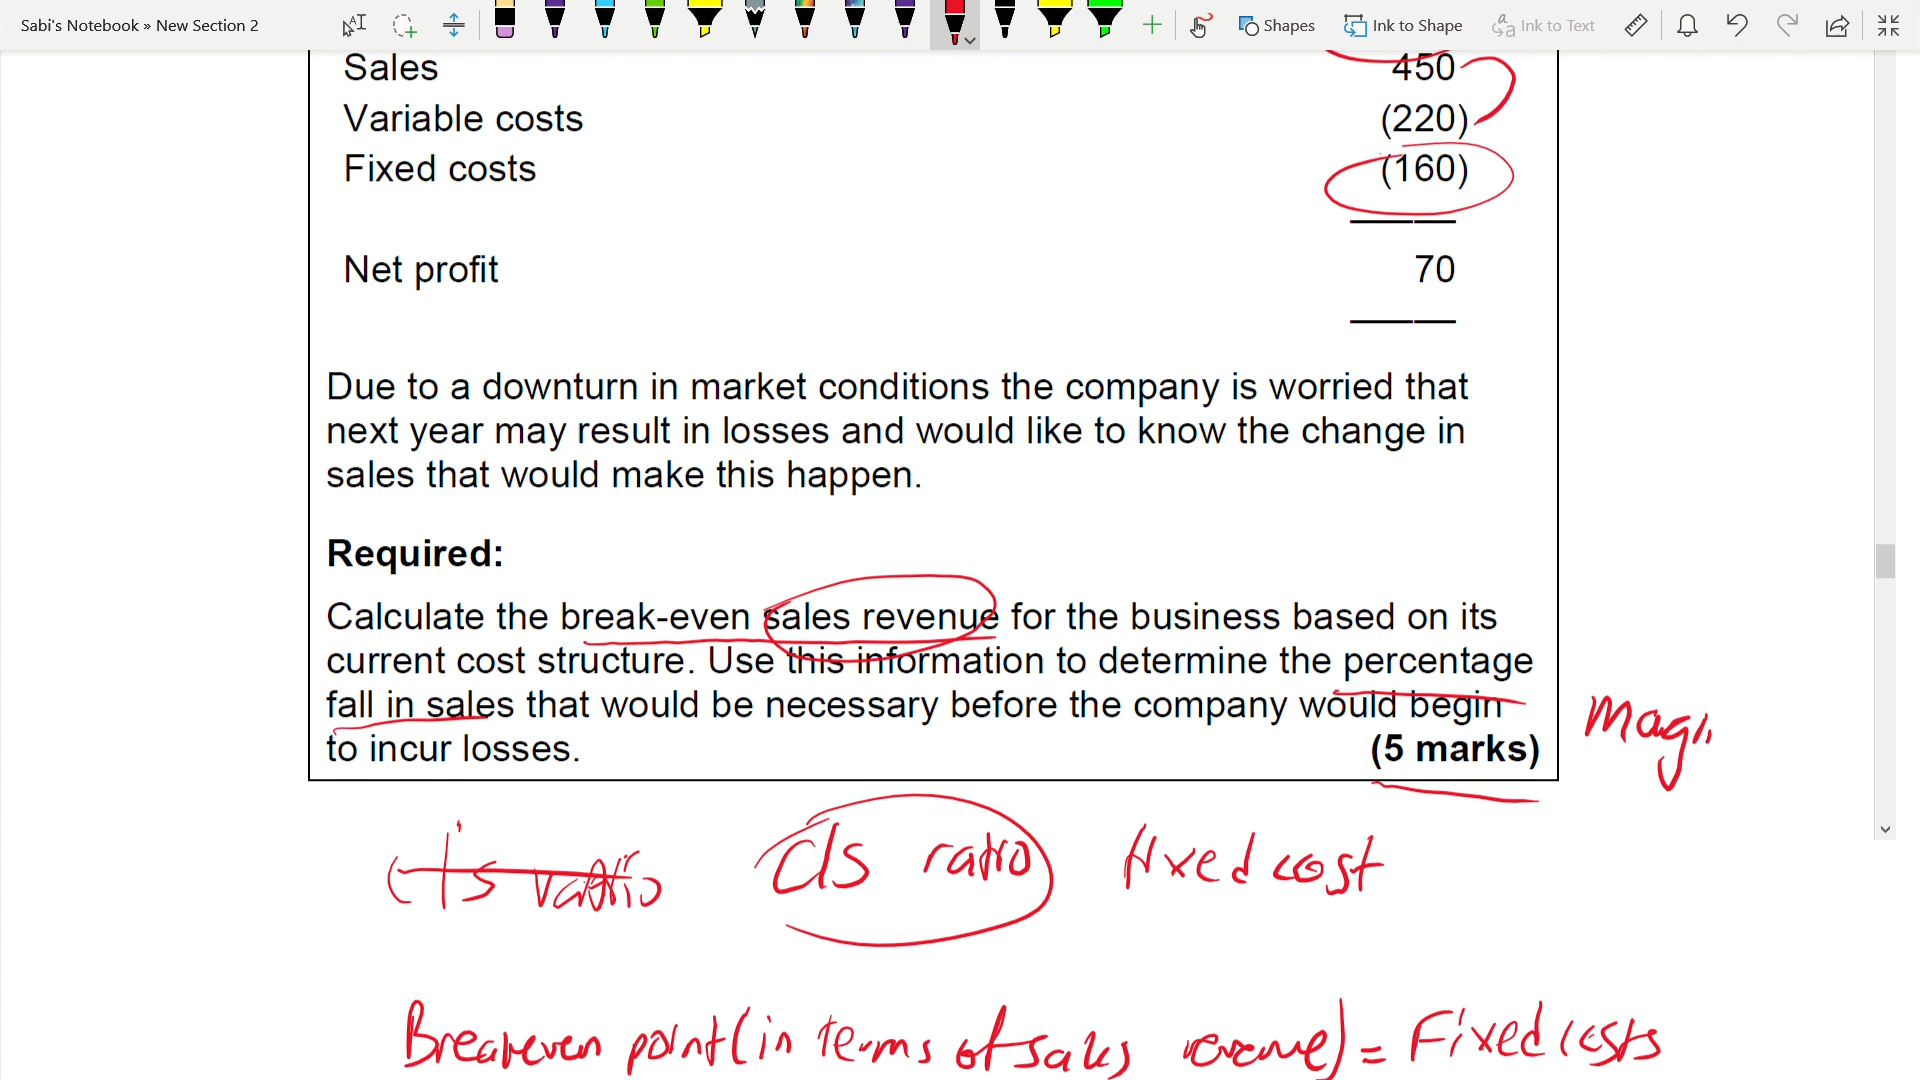 Sabi's Notebook » New Section 2
Shapes
Ink to Shape
Ink to Text
Sales 450
Variable costs (220)
Fixed costs (160)
Net profit 70
Due to a downturn in market conditions the company is worried that
next year may result in losses and would like to know the change in
sales that would make this happen.
Required:
Calculate the break-even sales revenue for the business based on its
current cost structure. Use this information to determine the percentage
fall in sales that would be necessary before the company would begin
to incur losses. (5 marks)
ratio fixed cost
Breakeven point (in terms of sales revenue) = Fixed costs